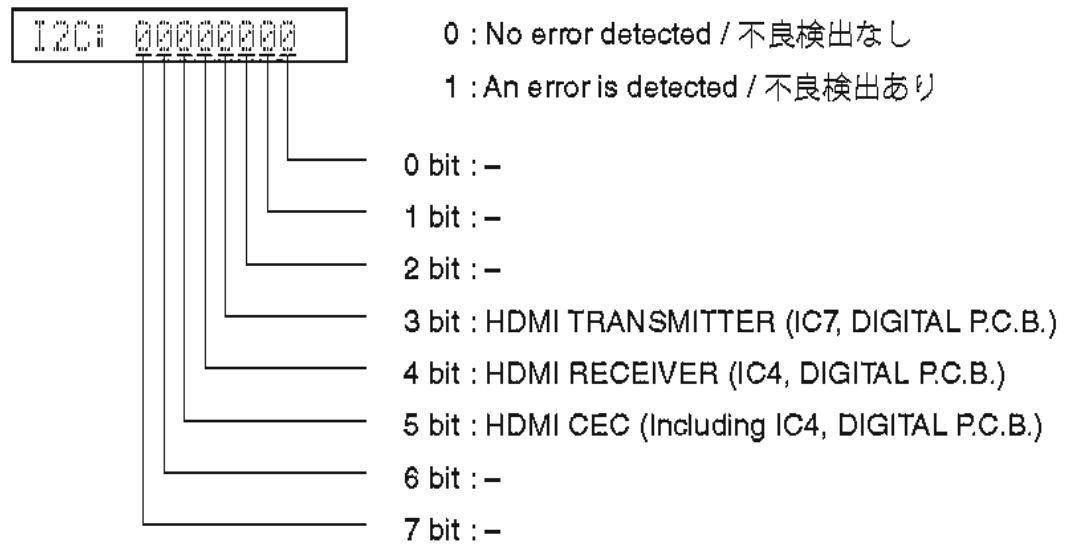 I2C: 00000000
0 : No error detected / 不良検出なし
1 : An error is detected / 不良検出あり
0 bit : –
1 bit : –
2 bit : –
3 bit : HDMI TRANSMITTER (IC7, DIGITAL P.C.B.)
4 bit : HDMI RECEIVER (IC4, DIGITAL P.C.B.)
5 bit : HDMI CEC (Including IC4, DIGITAL P.C.B.)
6 bit : –
7 bit : –